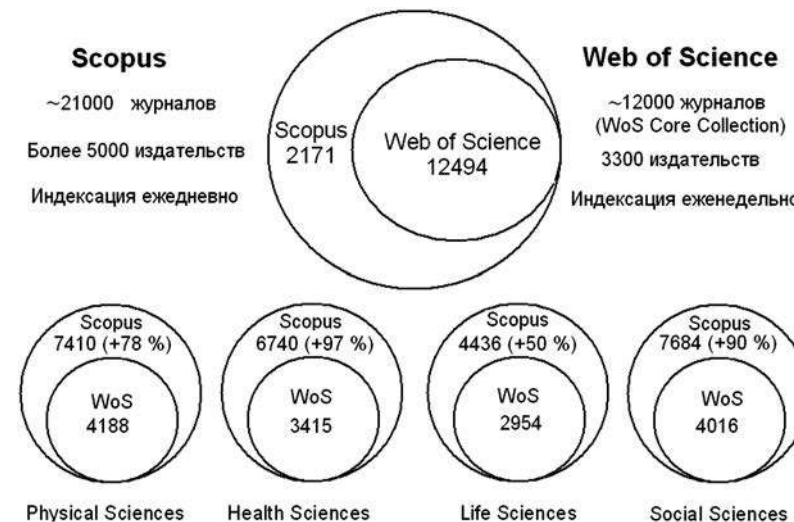 Scopus
~21000 журналов
Более 5000 издательств
Индексация ежедневно
Scopus
2171
Web of Science
12494
Web of Science
~12000 журналов
(WoS Core Collection)
3300 издательств
Индексация еженедельно
Scopus
7410 (+78 %)
WoS
4188
Physical Sciences
Scopus
6740 (+97 %)
WoS
3415
Health Sciences
Scopus
4436 (+50 %)
WoS
2954
Life Sciences
Scopus
7684 (+90 %)
WoS
4016
Social Sciences